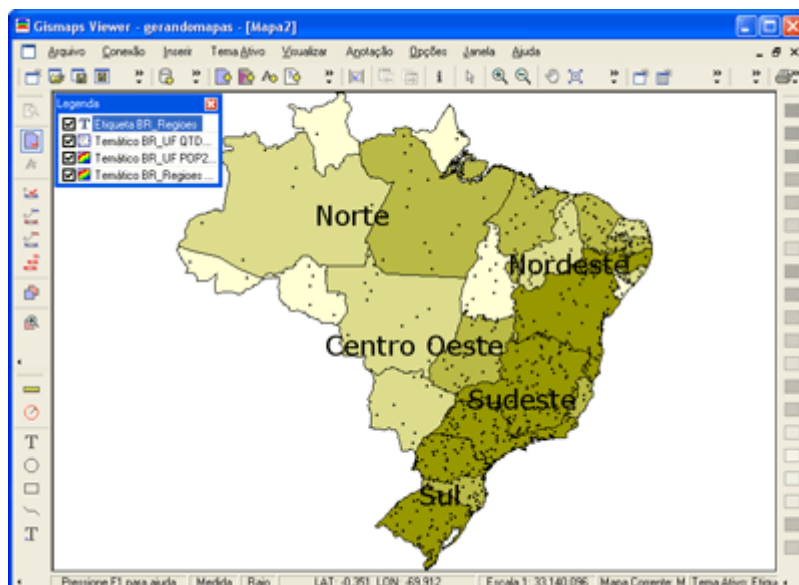 Gismaps Viewer - gerandomapas - [Mapa2]
Arquivo Conexão Inserir Tema Ativo Visualizar Anotação Opções Janela Ajuda
Legenda
Etiqueta BR_Regioes
Temático BR_UF QTD...
Temático BR_UF POP2...
Temático BR_Regioes ...
Norte
Nordeste
Centro Oeste
Sudeste
Sul
Pressione F1 para ajuda Medida Raio LAT: -0.351 LON: -69.912 Escala 1: 33.140.096 Mapa Corrente: M Tema Ativo: Etiqu